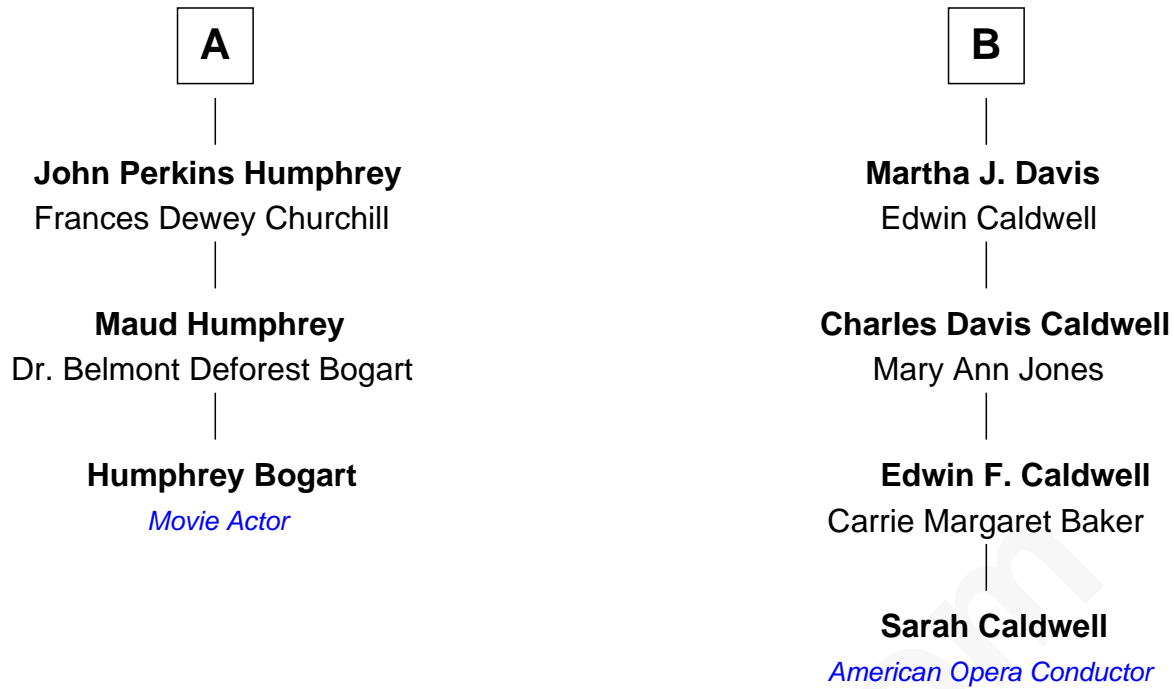 A
John Perkins Humphrey
Frances Dewey Churchill
Maud Humphrey
Dr. Belmont Deforest Bogart
Humphrey Bogart
Movie Actor
B
Martha J. Davis
Edwin Caldwell
Charles Davis Caldwell
Mary Ann Jones
Edwin F. Caldwell
Carrie Margaret Baker
Sarah Caldwell
American Opera Conductor